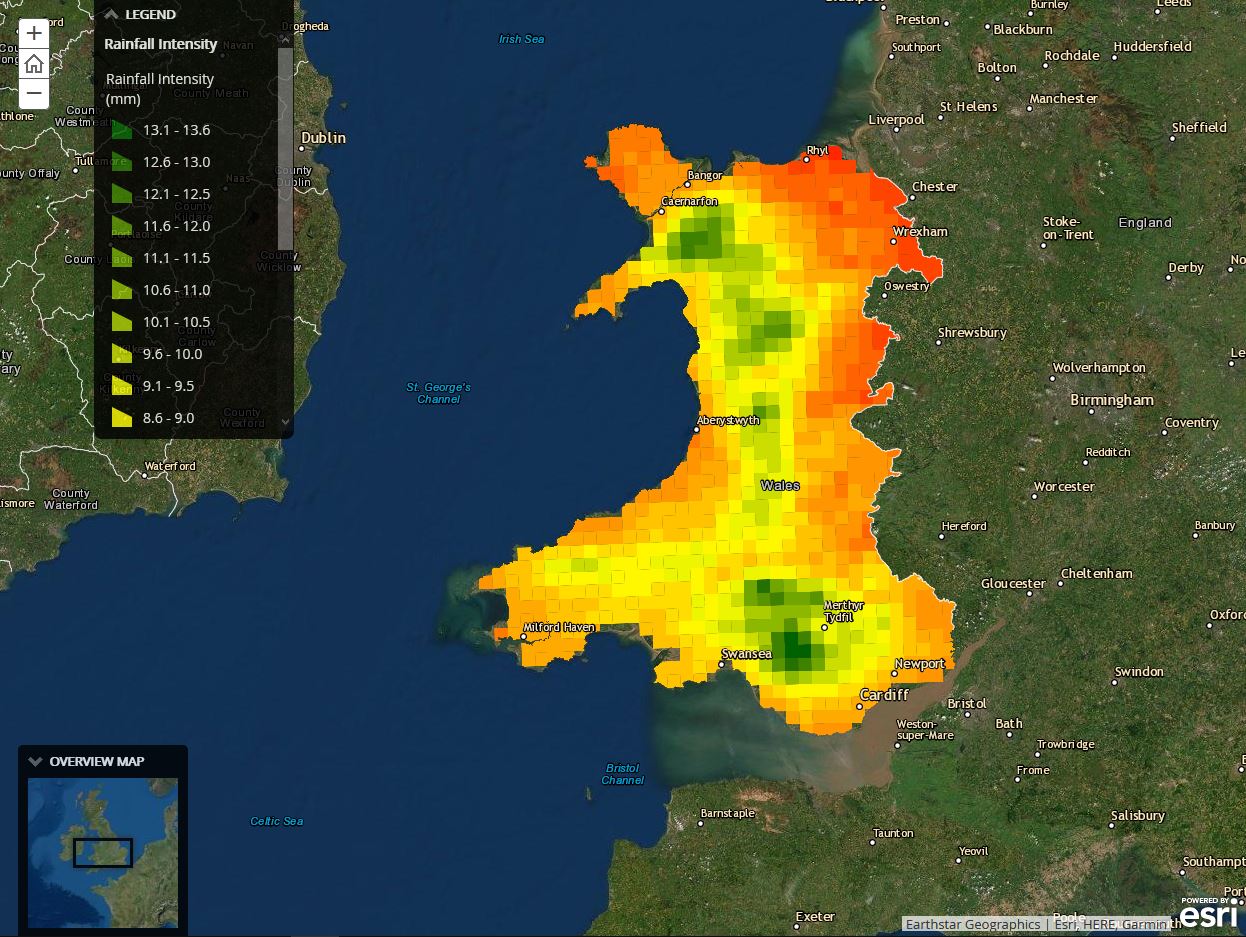 +
−
LEGEND
Rainfall Intensity
Rainfall Intensity
(mm)
13.1 - 13.6
12.6 - 13.0
12.1 - 12.5
11.6 - 12.0
11.1 - 11.5
10.6 - 11.0
10.1 - 10.5
9.6 - 10.0
9.1 - 9.5
8.6 - 9.0
Drogheda
Navan
County Meath
County
Westmeath
thlone
Dublin
County
Dublin
Tullamore
unty Offaly
Naas
County
Kildare
Portlaoise
County Laois
County
Wicklow
County
Carlow
County
Wexford
Waterford
County
Waterford
ismore
Irish Sea
St. George's
Channel
Celtic Sea
Bristol
Channel
Burnley
Leeds
Preston
Blackburn
Southport
Rochdale
Huddersfield
Bolton
St Helens
Manchester
Liverpool
Sheffield
Rhyl
Bangor
Caernarfon
Chester
Wrexham
Stoke-
on-Trent
England
Derby
Oswestry
Shrewsbury
Wolverhampton
Birmingham
Coventry
Aberystwyth
Redditch
Wales
Worcester
Hereford
Banbury
Gloucester
Cheltenham
Merthyr
Tydfil
Milford Haven
Oxfor
Swansea
Newport
Swindon
Cardiff
Bristol
Weston-
super-Mare
Bath
Trowbridge
Frome
Barnstaple
Salisbury
Taunton
Yeovil
Southampt
Exeter
Poole
OVERVIEW MAP
Earthstar Geographics | Esri, HERE, Garmin
POWERED BY
esri